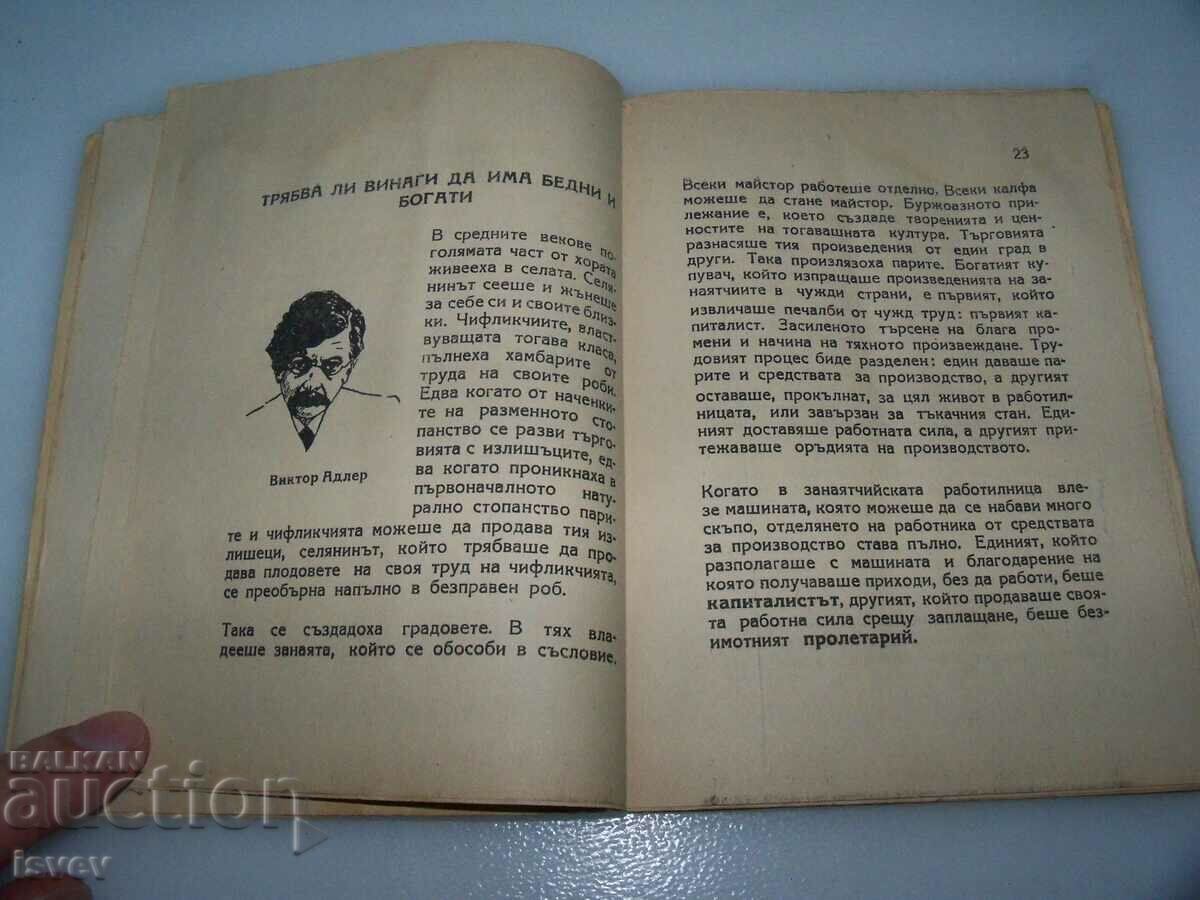 ТРЯБВА ЛИ ВИНАГИ ДА ИМА БЕДНИ И
БОГАТИ
В средните векове по-
голямата част от хората
живееха в селата. Селя-
нинът сееше и жънеше
за себе си и своите близ-
ки. Чифликчиите, власт-
вуващата тогава класа,
пълнеха хамбарите от
труда на своите роби.
Едва когато от наченки-
те на разменното сто-
панство се разви търго-
вията с излишъците, ед-
ва когато проникнаха в
първоначалното нату-
рално стопанство пари-
Виктор Адлер
те и чифликчията можеше да продава тия из-
лишеци, селянинът, който трябваше да про-
дава плодовете на своя труд на чифликчията,
се преобърна напълно в безправен роб.
Така се създадоха градовете. В тях вла-
дееше занаята, който се обособи в съсловие.
23
Всеки майстор работеше отделно. Всеки калфа
можеше да стане майстор. Буржоазното при-
лежание е, което създаде творенията и цен-
ностите на тогавашната култура. Търговията
разнасяше тия произведения от един град в
други. Така произлязоха парите. Богатият ку-
пувач, който изпращаше произведенията на за-
наятчиите в чужди страни, е първият, който
извличаше печалби от чужд труд: първият ка-
питалист. Засиленото търсене на блага про-
мени и начина на тяхното произвеждане. Тру-
довият процес биде разделен: един даваше па-
рите и средствата за производство, а другият
оставаше, прокълнат, за цял живот в работил-
ницата, или завързан за тъкачния стан. Еди-
ният доставяше работната сила, а другият при-
тежаваше оръдията на производството.
Когато в занаятчийската работилница вле-
зе машината, която можеше да се набави много
скъпо, отделянето на работника от средствата
за производство става пълно. Единият, който
разполагаше с машината и благодарение на
която получаваше приходи, без да работи, беше
капиталистът, другият, който продаваше своя-
та работна сила срещу заплащане, беше без-
имотният пролетарий.
BALKAN
auction
isvev